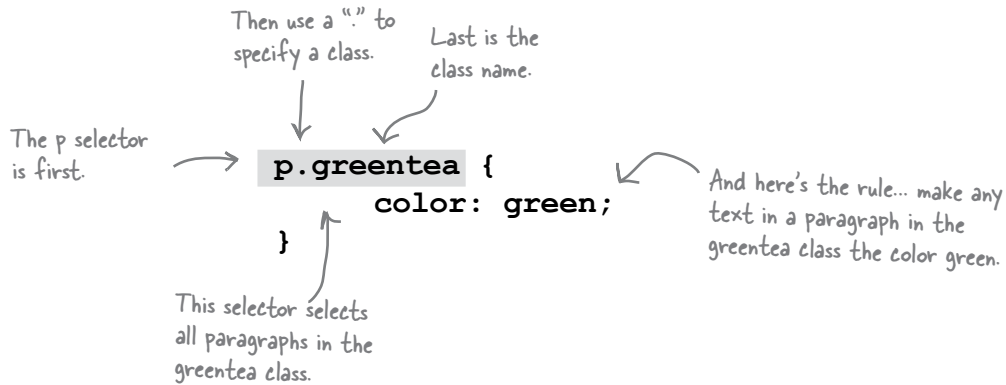 Then use a “.” to
specify a class.
Last is the
class name.
The p selector
is first.
p.greentea {
color: green;
}
And here's the rule... make any
text in a paragraph in the
greentea class the color green.
This selector selects
all paragraphs in the
greentea class.